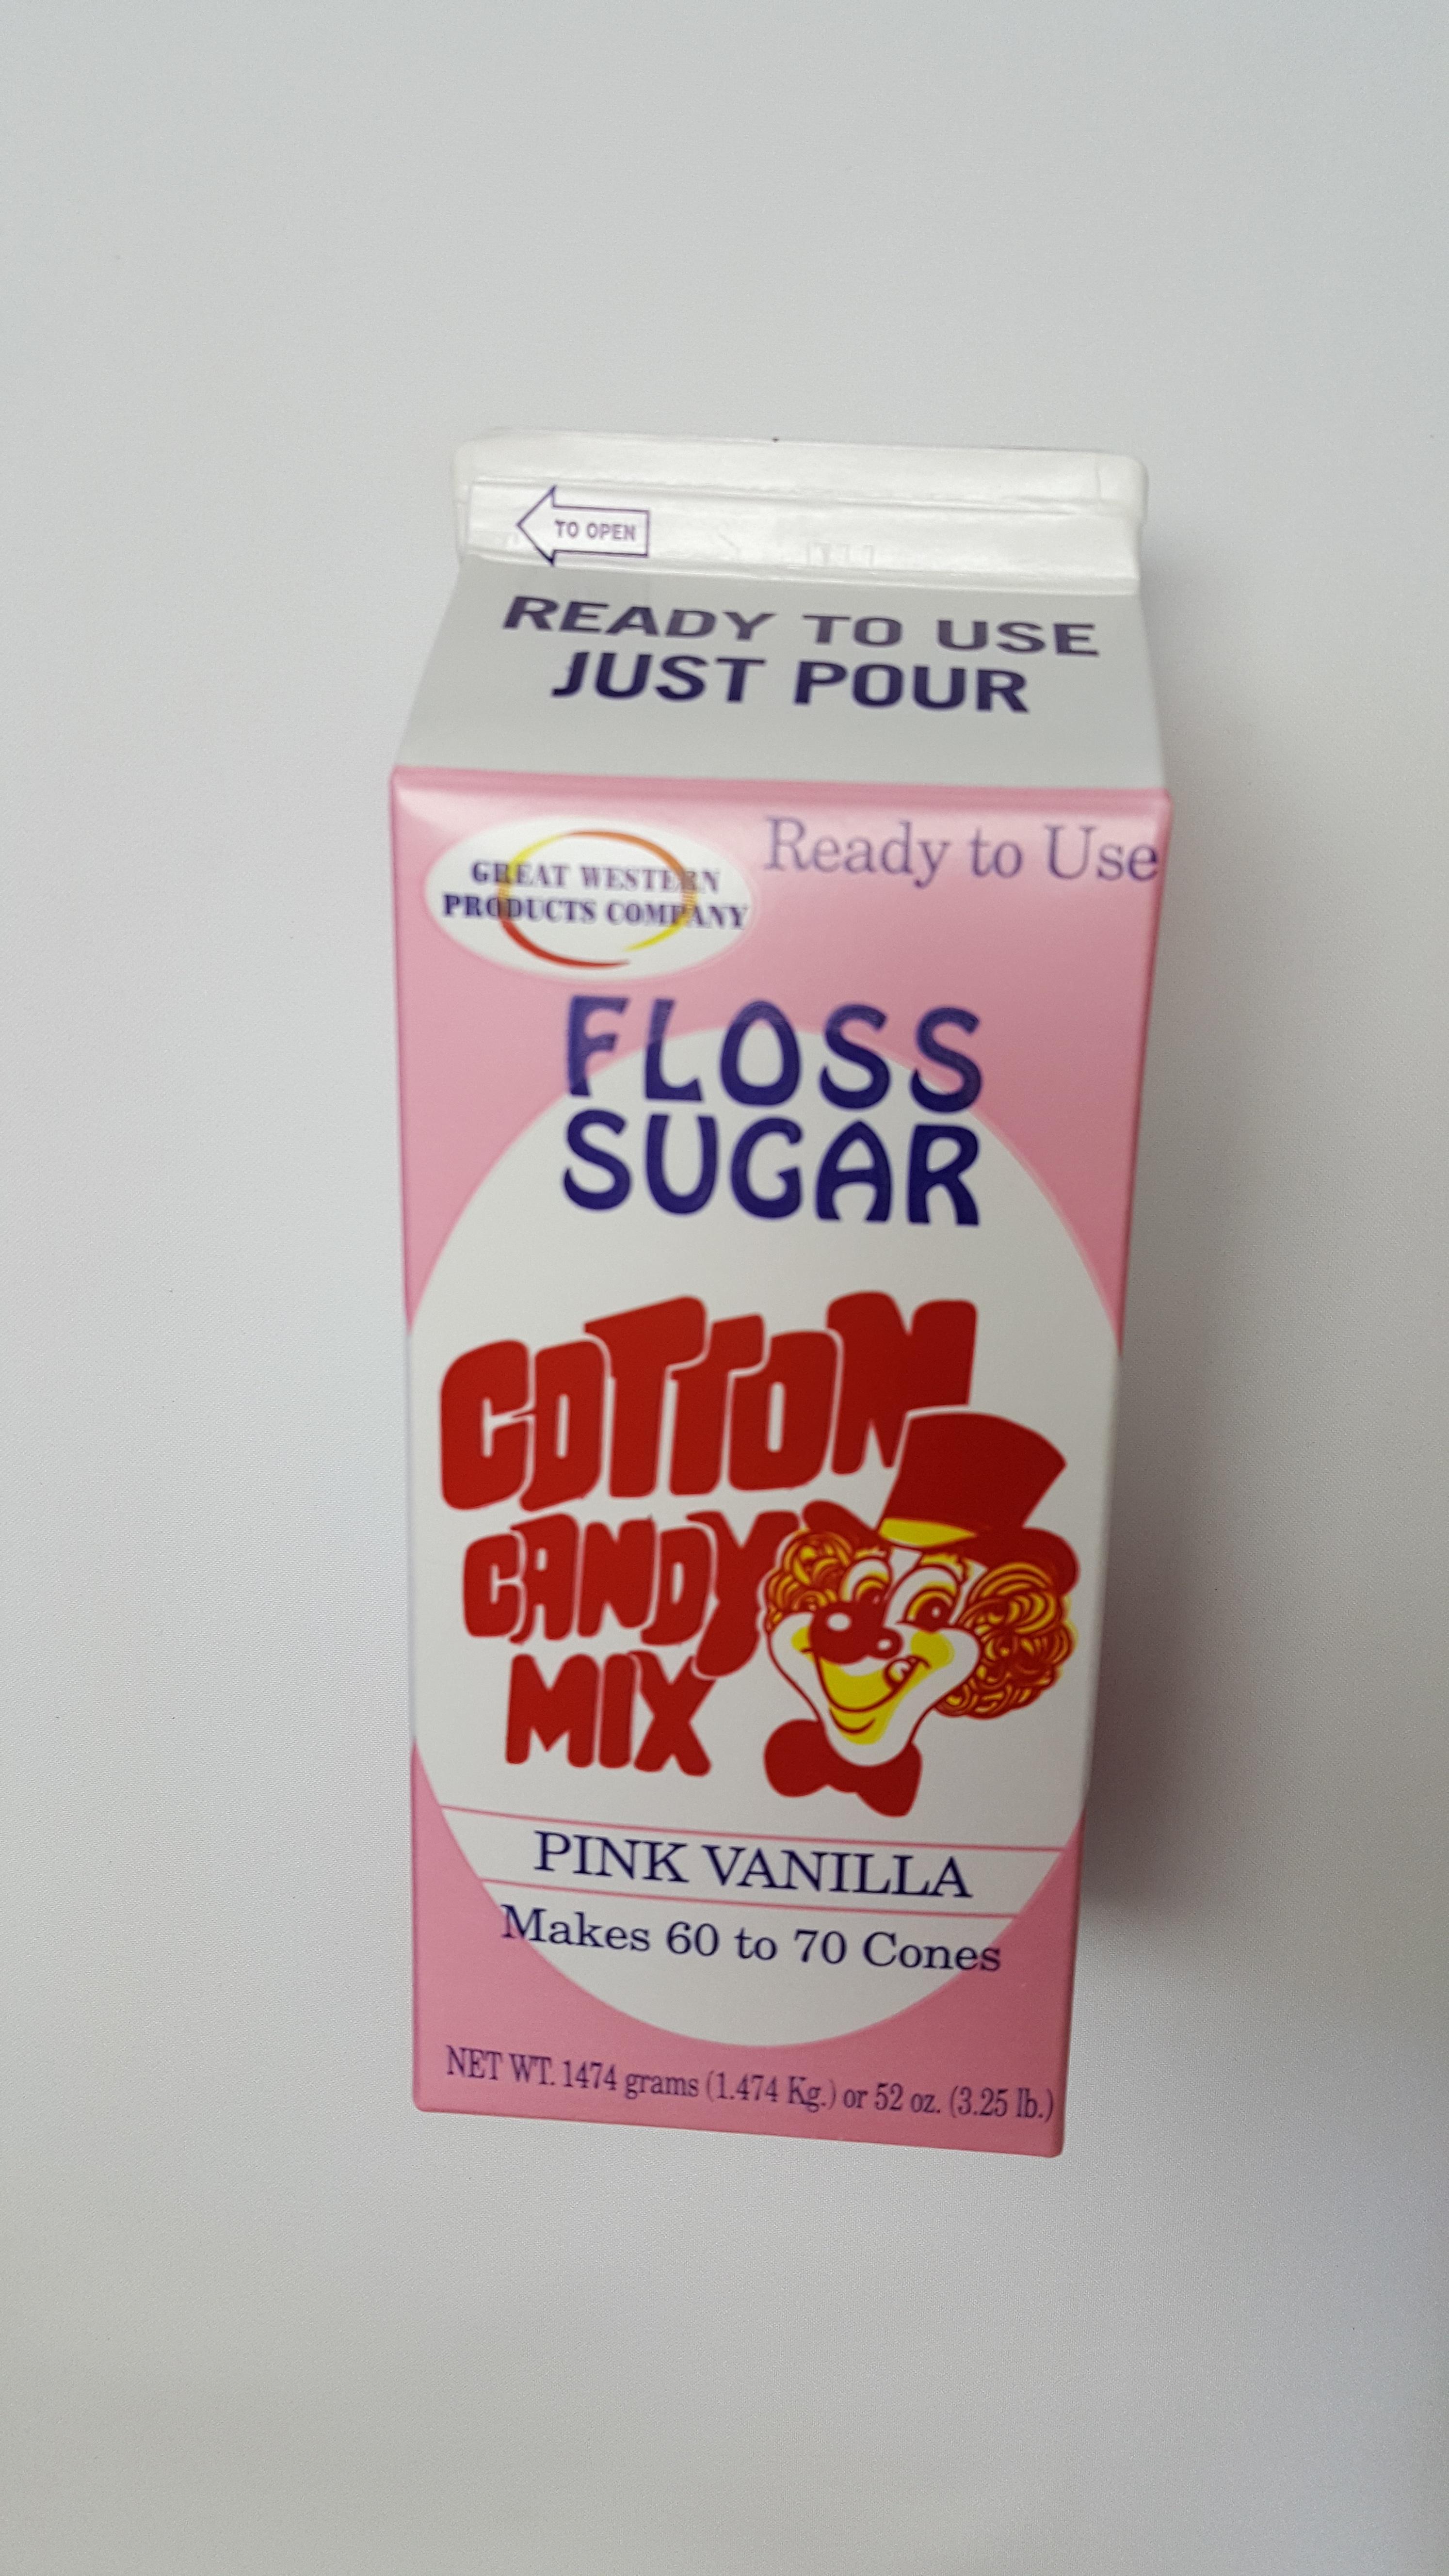 TO OPEN
READY TO USE
JUST POUR
GREAT WESTERN
PRODUCTS COMPANY
Ready to Use
FLOSS
SUGAR
COTTON
CANDY
MIX
PINK VANILLA
Makes 60 to 70 Cones
NET WT. 1474 grams (1.474 Kg.) or 52 oz. (3.25 lb.)